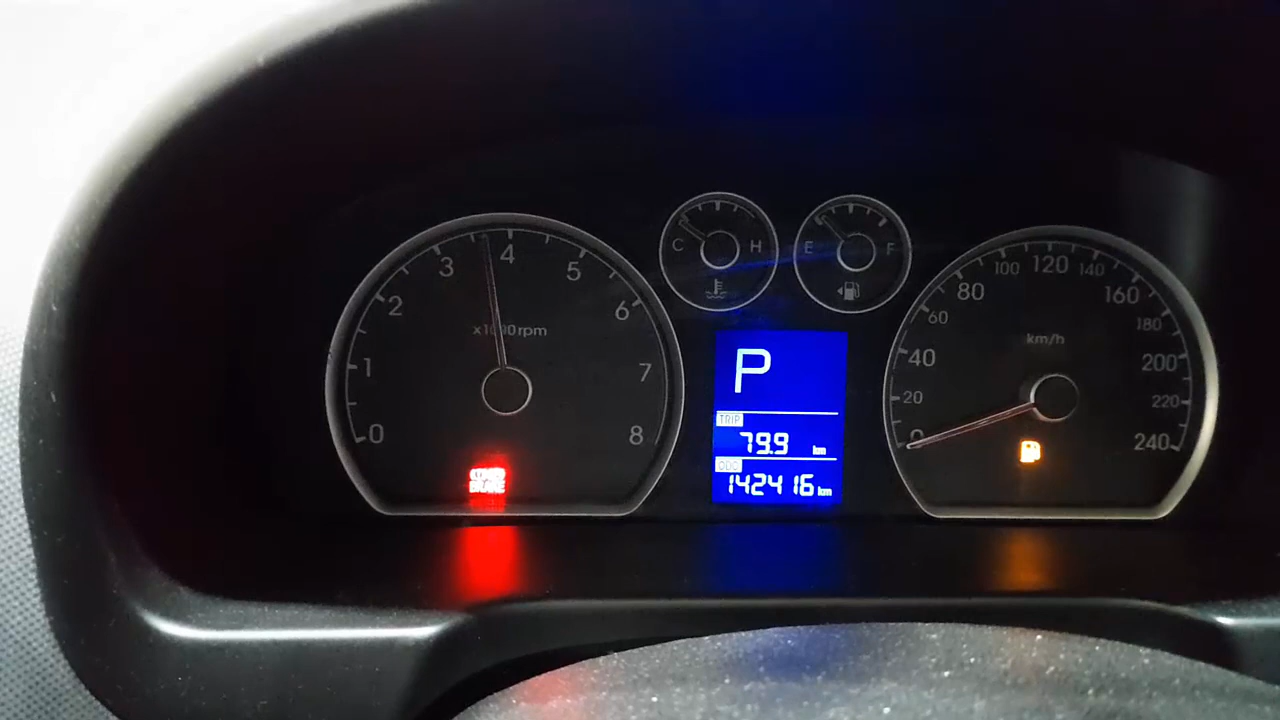 0 1 2 3 4 5 6 7 8
x1000 rpm
C H
E F
P
TRIP
79.9 km
ODO
142416 km
0 20 40 60 80 100 120 140 160 180 200 220 240
km/h